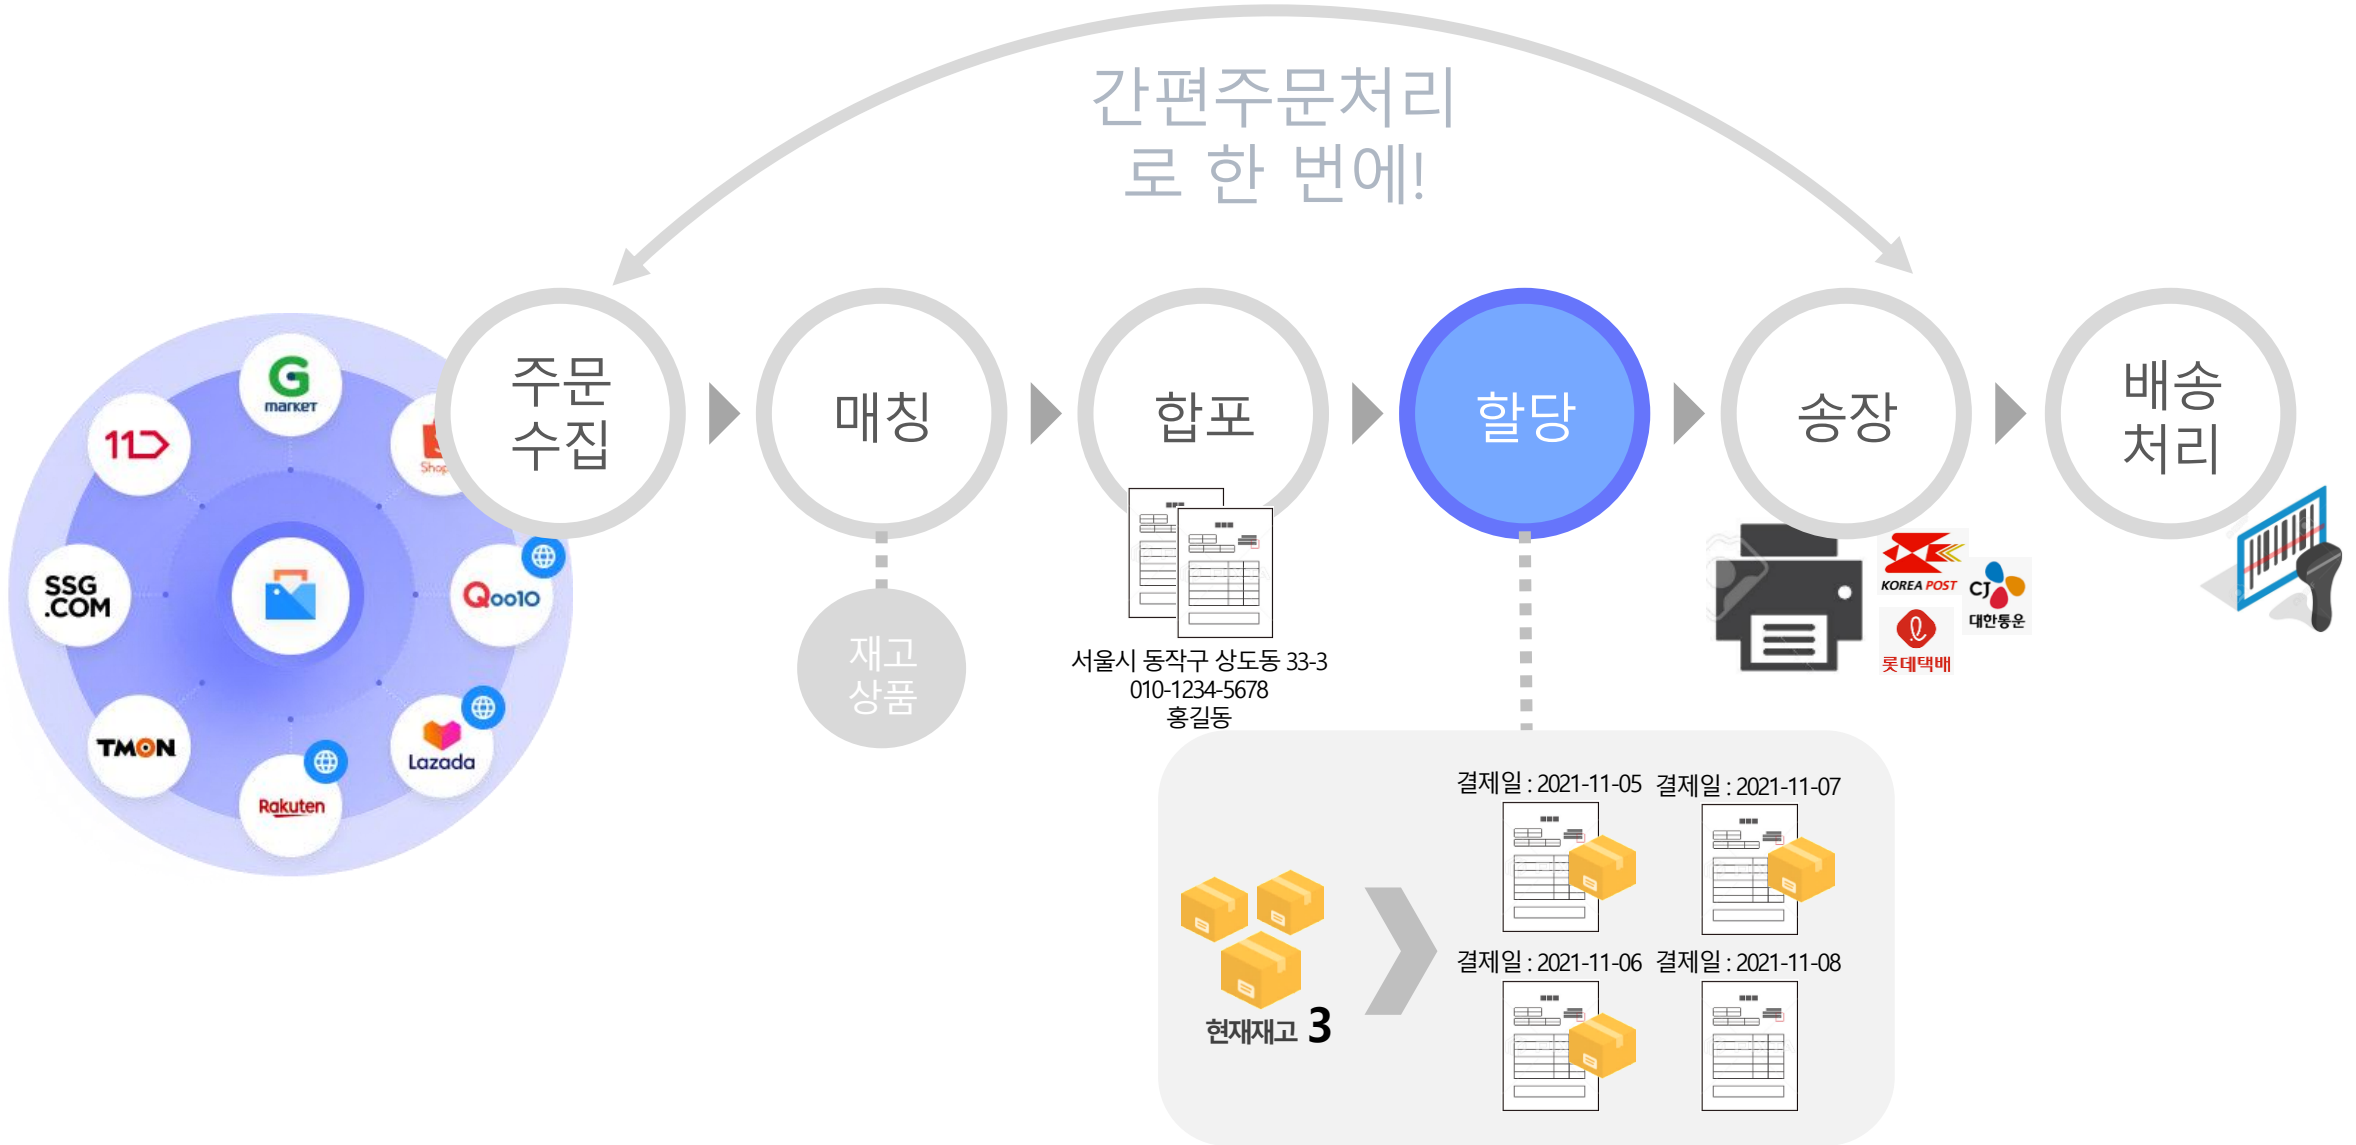 간편주문처리
로 한 번에!
주문
수집
매칭
합포
할당
송장
배송
처리
G
market
11
Shop
SSG
.COM
Qoo10
TMON
Lazada
Rakuten
재고
상품
서울시 동작구 상도동 33-3
010-1234-5678
홍길동
KOREA POST
CJ
대한통운
롯데택배
결제일 : 2021-11-05
결제일 : 2021-11-07
결제일 : 2021-11-06
결제일 : 2021-11-08
현재재고 3